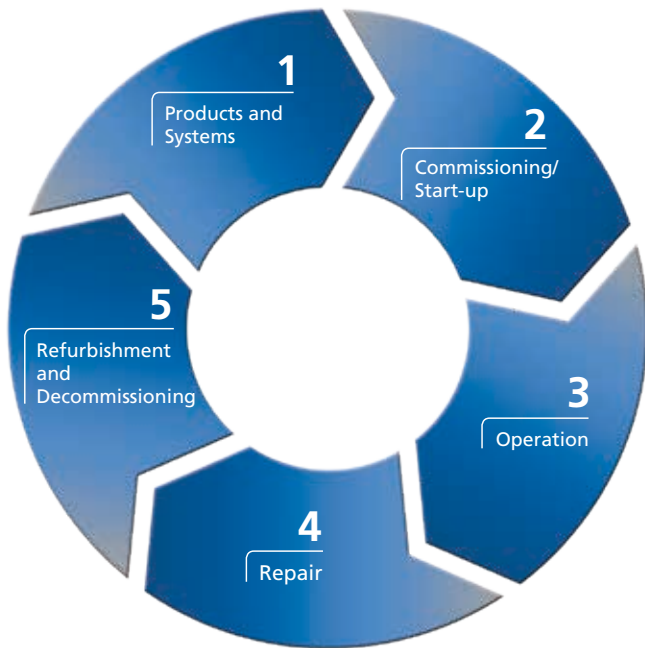 1
Products and
Systems
2
Commissioning/
Start-up
3
Operation
4
Repair
5
Refurbishment
and
Decommissioning